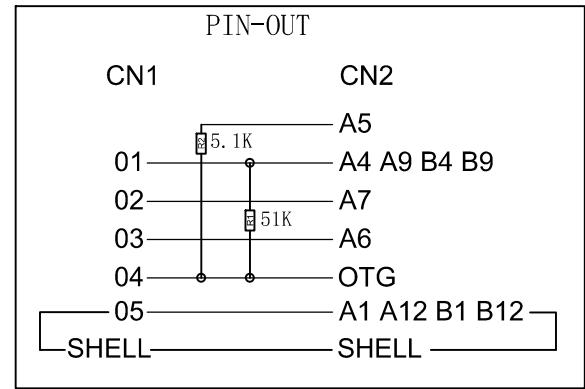 PIN-OUT
CN1 CN2
A5
R2 5.1K
01 A4 A9 B4 B9
02 A7
R1 51K
03 A6
04 OTG
05 A1 A12 B1 B12
SHELL SHELL